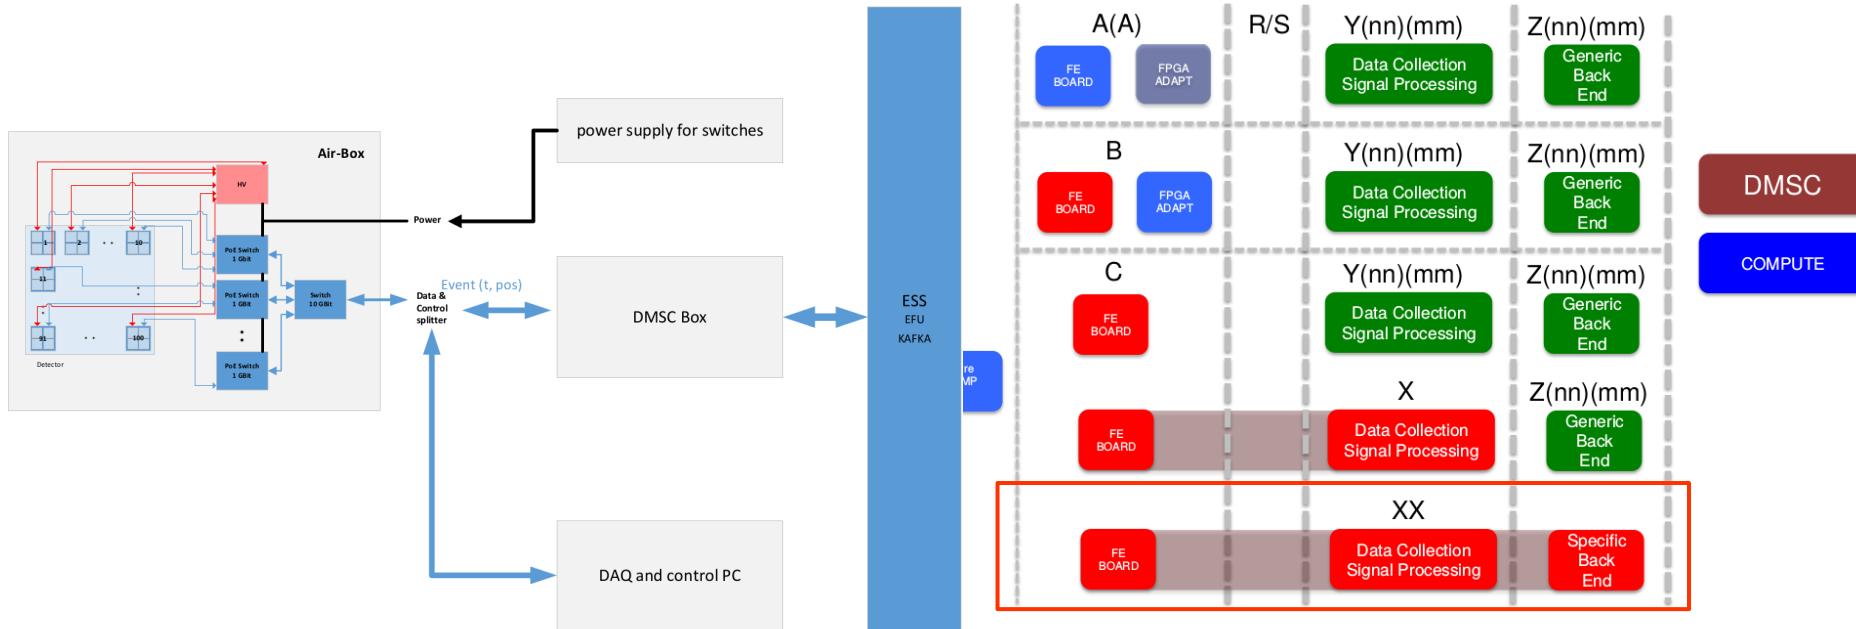 Air-Box
HV
1
2
· ·
10
11
91
· ·
100
Detector
PoE Switch
1 Gbit
PoE Switch
1 GBit
PoE Switch
1 GBit
Switch
10 GBit
Power
Event (t, pos)
Data &
Control
splitter
power supply for switches
DMSC Box
DAQ and control PC
ESS
EFU
KAFKA
re
MP
A(A)
R/S
Y(nn)(mm)
Z(nn)(mm)
FE
BOARD
FPGA
ADAPT
Data Collection
Signal Processing
Generic
Back
End
B
Y(nn)(mm)
Z(nn)(mm)
FE
BOARD
FPGA
ADAPT
Data Collection
Signal Processing
Generic
Back
End
C
Y(nn)(mm)
Z(nn)(mm)
FE
BOARD
Data Collection
Signal Processing
Generic
Back
End
X
Z(nn)(mm)
FE
BOARD
Data Collection
Signal Processing
Generic
Back
End
XX
FE
BOARD
Data Collection
Signal Processing
Specific
Back
End
DMSC
COMPUTE